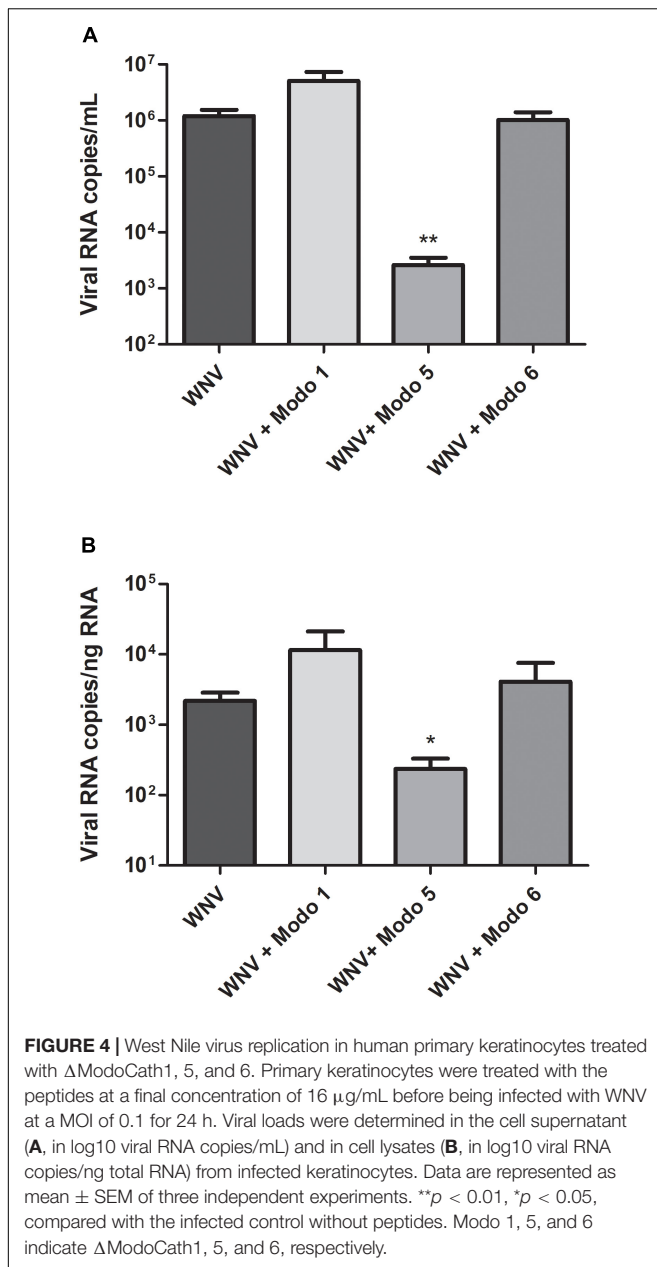 A
Viral RNA copies/mL
10⁷
10⁶
10⁵
10⁴
10³
10²
**
WNV
WNV + Modo 1
WNV+ Modo 5
WNV + Modo 6
B
Viral RNA copies/ng RNA
10⁵
10⁴
10³
10²
10¹
*
WNV
WNV + Modo 1
WNV+ Modo 5
WNV + Modo 6
FIGURE 4 | West Nile virus replication in human primary keratinocytes treated
with ΔModoCath1, 5, and 6. Primary keratinocytes were treated with the
peptides at a final concentration of 16 μg/mL before being infected with WNV
at a MOI of 0.1 for 24 h. Viral loads were determined in the cell supernatant
(A, in log10 viral RNA copies/mL) and in cell lysates (B, in log10 viral RNA
copies/ng total RNA) from infected keratinocytes. Data are represented as
mean ± SEM of three independent experiments. **p < 0.01, *p < 0.05,
compared with the infected control without peptides. Modo 1, 5, and 6
indicate ΔModoCath1, 5, and 6, respectively.